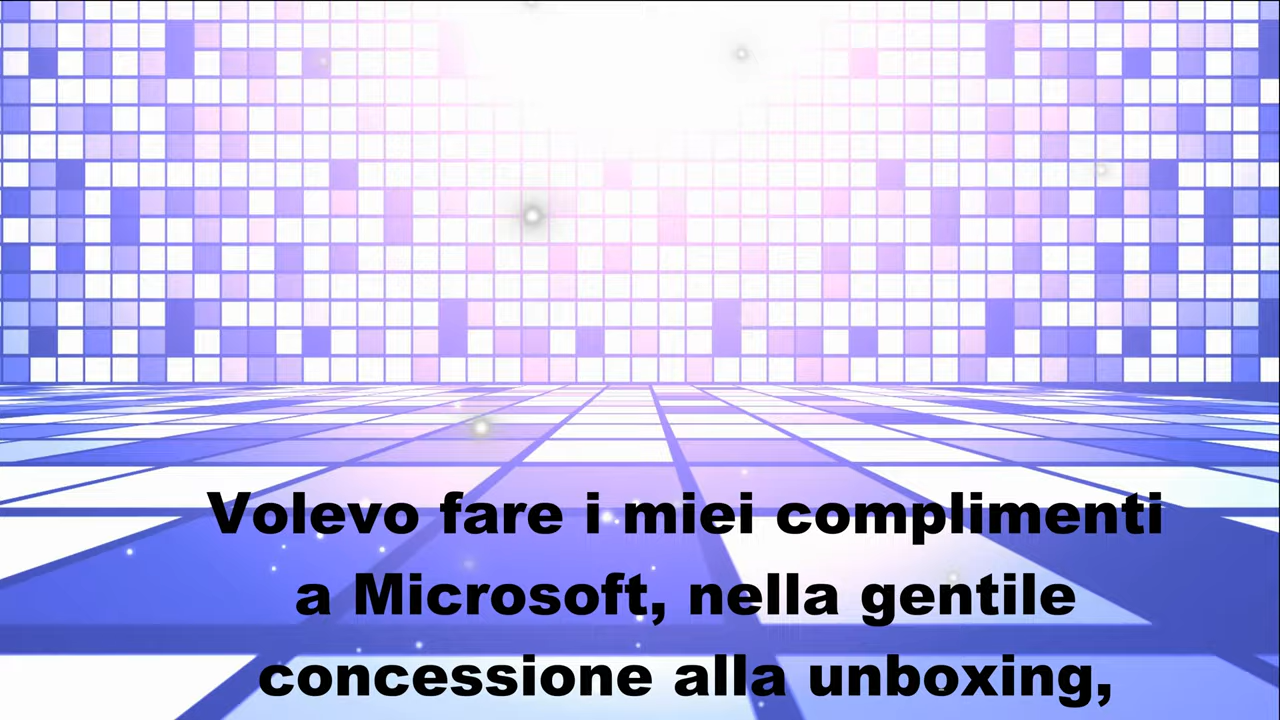 Volevo fare i miei complimenti
a Microsoft, nella gentile
concessione alla unboxing,